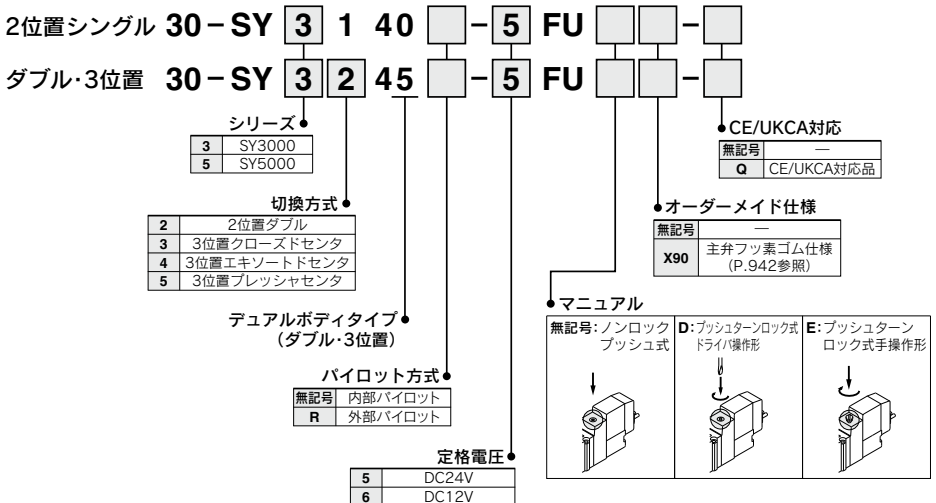 2位置シングル 30-SY 3 1 40 □-5 FU □□-□
ダブル・3位置 30-SY 3 2 45 □-5 FU □□-□
シリーズ
3 SY3000
5 SY5000
切換方式
2 2位置ダブル
3 3位置クローズドセンタ
4 3位置エキゾーストセンタ
5 3位置プレッシャセンタ
デュアルボディタイプ
(ダブル・3位置)
パイロット方式
無記号 内部パイロット
R 外部パイロット
定格電圧
5 DC24V
6 DC12V
CE/UKCA対応
無記号 —
Q CE/UKCA対応品
オーダーメイド仕様
無記号 —
X90 主弁フッ素ゴム仕様
(P.942参照)
マニュアル
無記号:ノンロック
プッシュ式
D:プッシュターンロック式
ドライバ操作形
E:プッシュターン
ロック式手操作形